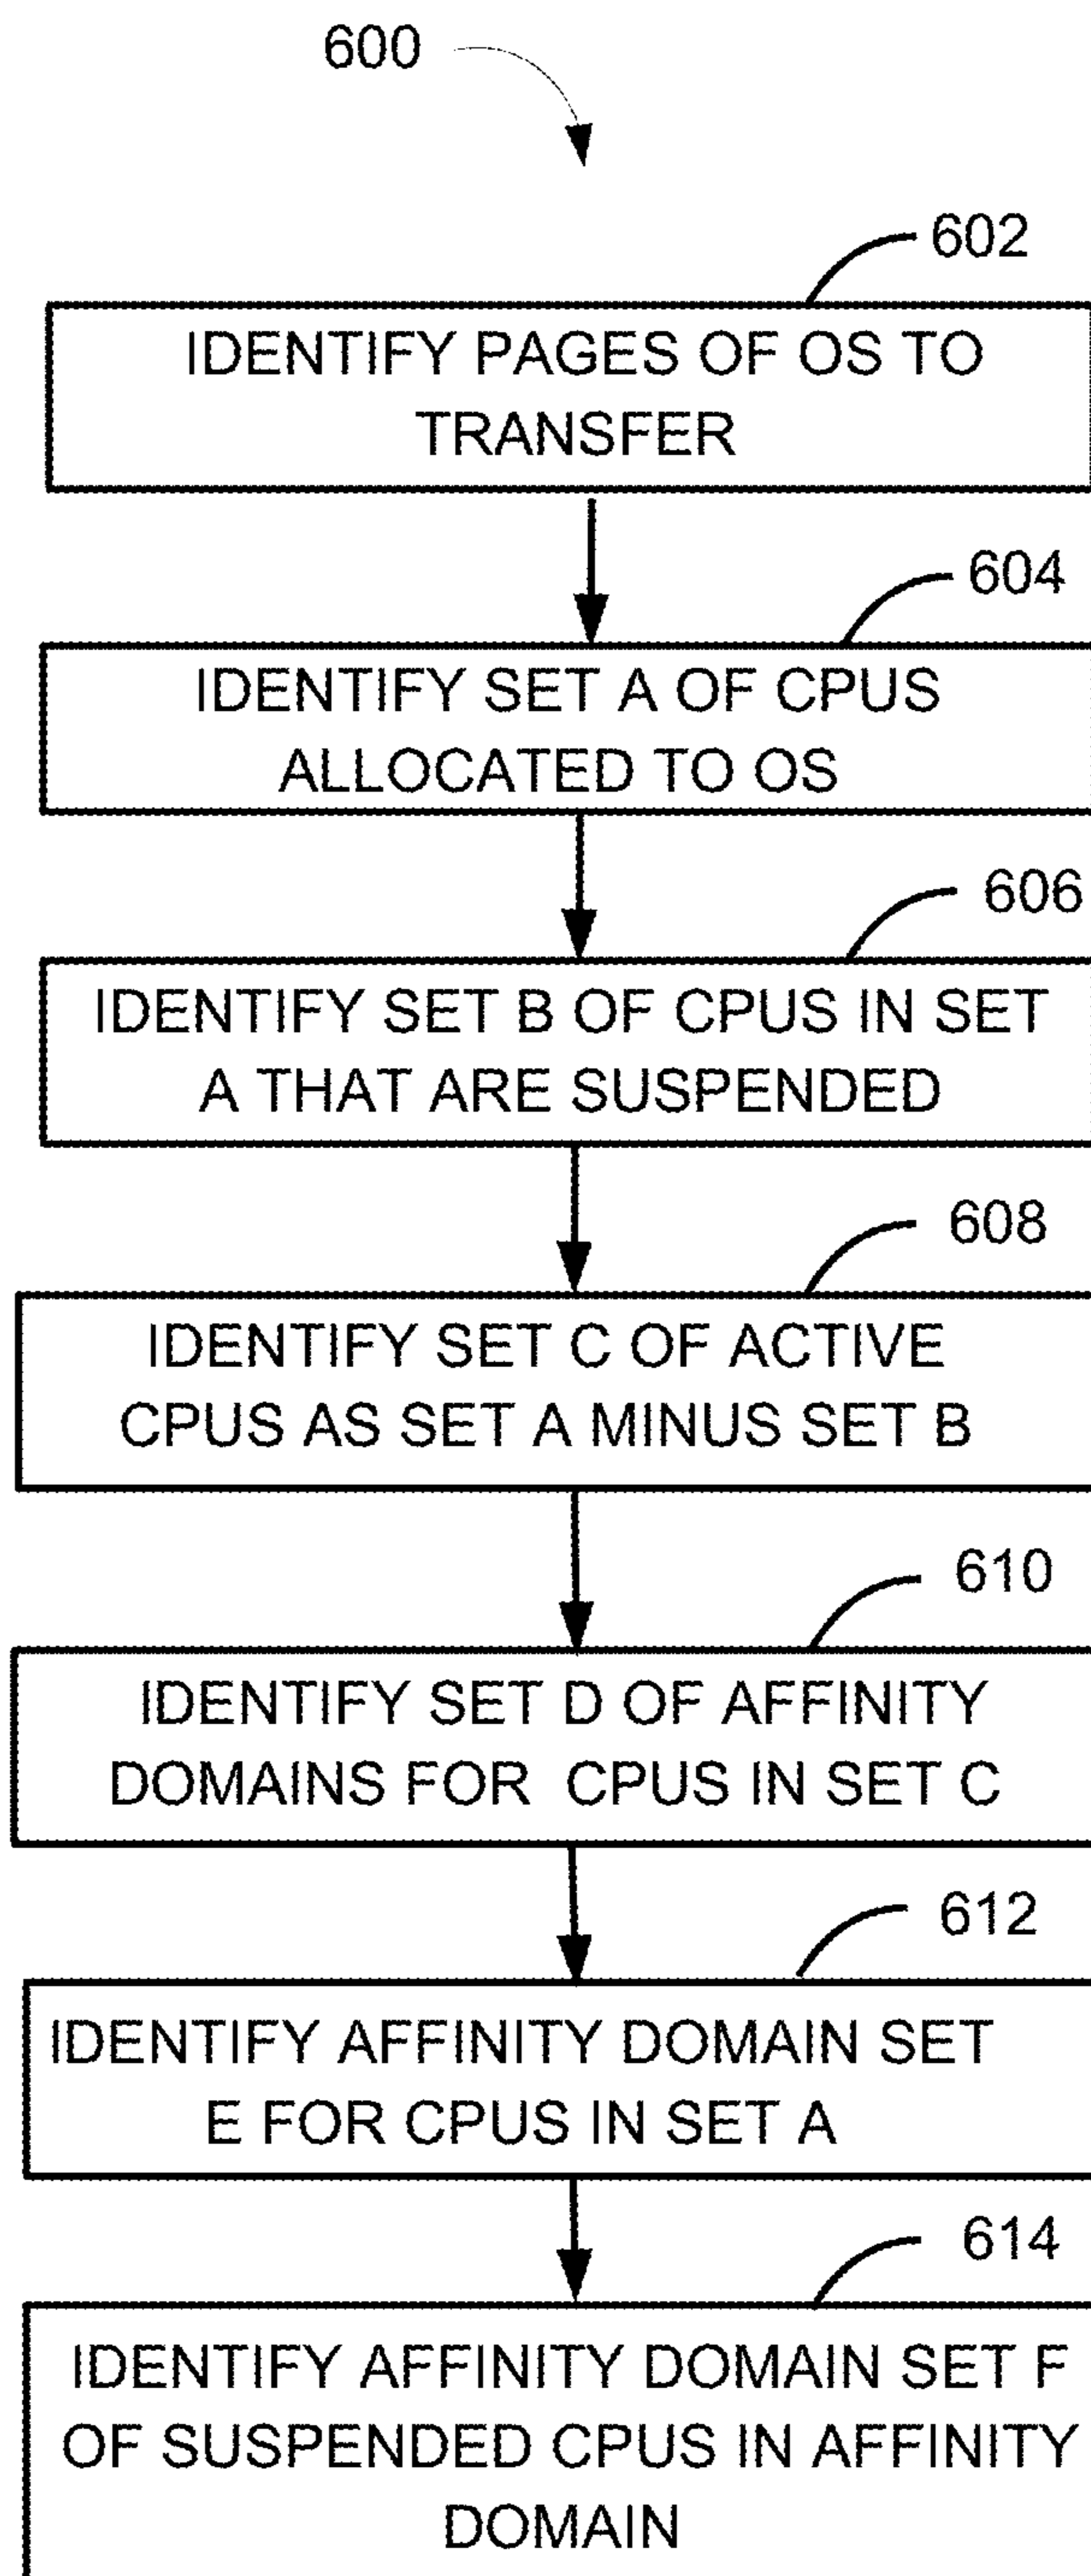 600
602
IDENTIFY PAGES OF OS TO
TRANSFER
604
IDENTIFY SET A OF CPUS
ALLOCATED TO OS
606
IDENTIFY SET B OF CPUS IN SET
A THAT ARE SUSPENDED
608
IDENTIFY SET C OF ACTIVE
CPUS AS SET A MINUS SET B
610
IDENTIFY SET D OF AFFINITY
DOMAINS FOR CPUS IN SET C
612
IDENTIFY AFFINITY DOMAIN SET
E FOR CPUS IN SET A
614
IDENTIFY AFFINITY DOMAIN SET F
OF SUSPENDED CPUS IN AFFINITY
DOMAIN